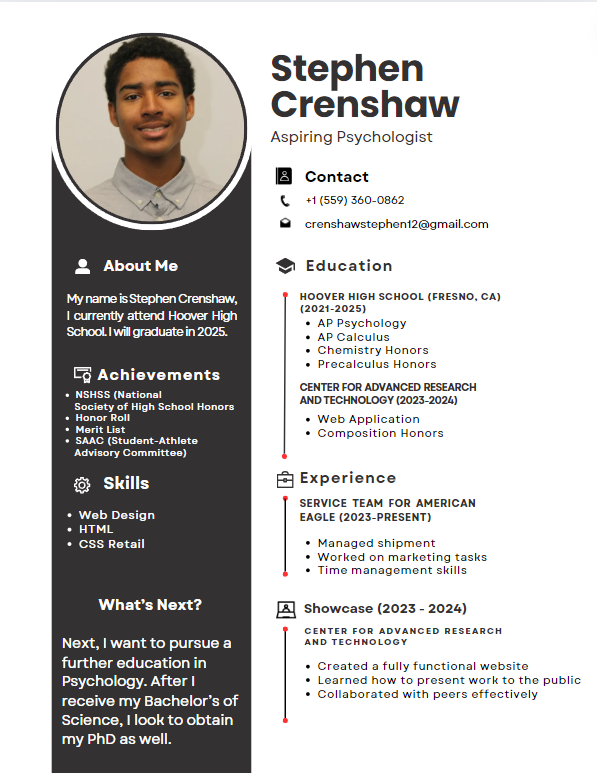 Stephen
Crenshaw
Aspiring Psychologist
Contact
+1 (559) 360-0862
crenshawstephen12@gmail.com
About Me
My name is Stephen Crenshaw,
I currently attend Hoover High
School. I will graduate in 2025.
Achievements
• NSHSS (National
Society of High School Honors
• Honor Roll
• Merit List
• SAAC (Student-Athlete
Advisory Committee)
Skills
• Web Design
• HTML
• CSS Retail
What's Next?
Next, I want to pursue a
further education in
Psychology. After I
receive my Bachelor's of
Science, I look to obtain
my PhD as well.
Education
HOOVER HIGH SCHOOL (FRESNO, CA)
(2021-2025)
• AP Psychology
• AP Calculus
• Chemistry Honors
• Precalculus Honors
CENTER FOR ADVANCED RESEARCH
AND TECHNOLOGY (2023-2024)
• Web Application
• Composition Honors
Experience
SERVICE TEAM FOR AMERICAN
EAGLE (2023-PRESENT)
• Managed shipment
• Worked on marketing tasks
• Time management skills
Showcase (2023 - 2024)
CENTER FOR ADVANCED RESEARCH
AND TECHNOLOGY
• Created a fully functional website
• Learned how to present work to the public
• Collaborated with peers effectively